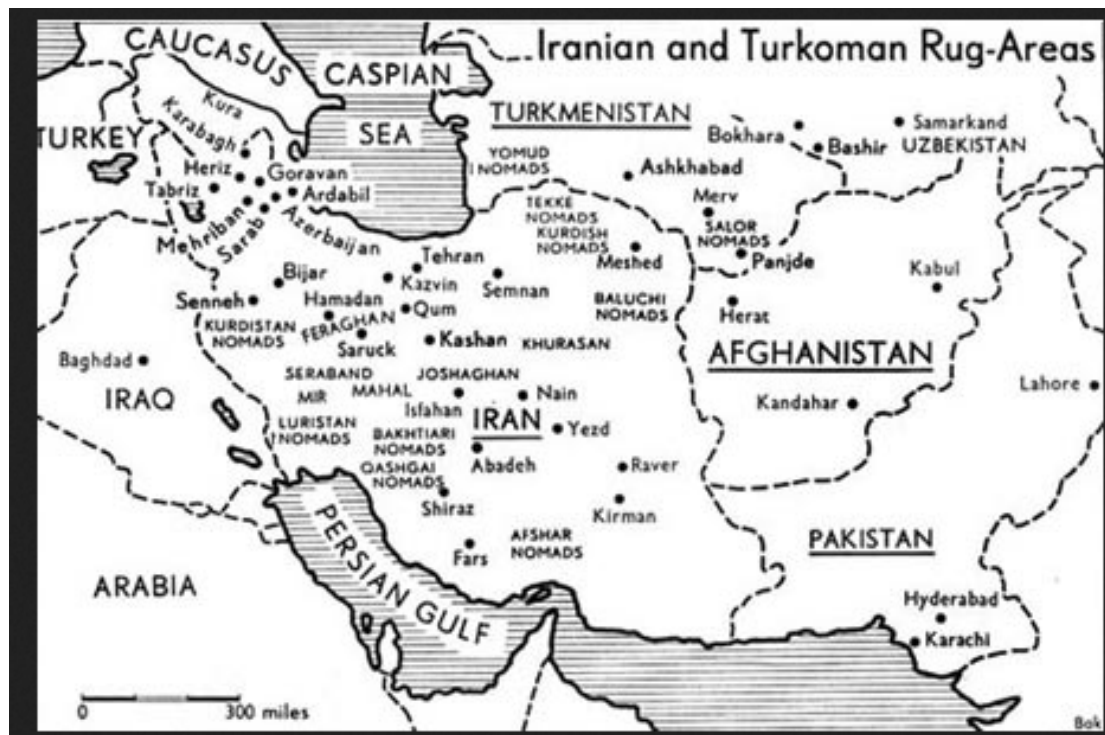 Iranian and Turkoman Rug-Areas
CAUCASUS
CASPIAN
SEA
TURKMENISTAN
Kura
Karabagh
TURKEY
Bokhara
Bashir
Samarkand
UZBEKISTAN
YOMUD
NOMADS
Ashkhabad
Heriz
Goravan
Tabriz
Ardabil
Merv
TEKKE
NOMADS
KURDISH
NOMADS
SALOR
NOMADS
Mehriban
Sarab
Azerbaijan
Meshed
Panjde
Tehran
Kabul
Bijar
Kazvin
Semnan
Senneh
Hamadan
Qum
BALUCHI
NOMADS
Herat
KURDISTAN
NOMADS
FERAGHAN
Saruck
Kashan
KHURASAN
AFGHANISTAN
Baghdad
SERABAND
JOSHAGHAN
Lahore
IRAQ
MIR
MAHAL
Isfahan
Nain
Kandahar
IRAN
LURISTAN
NOMADS
BAKHTIARI
NOMADS
Yezd
QASHGAI
NOMADS
Abadeh
Raver
Shiraz
Kirman
PERSIAN GULF
AFSHAR
NOMADS
Fars
PAKISTAN
ARABIA
Hyderabad
Karachi
0 300 miles
Bak